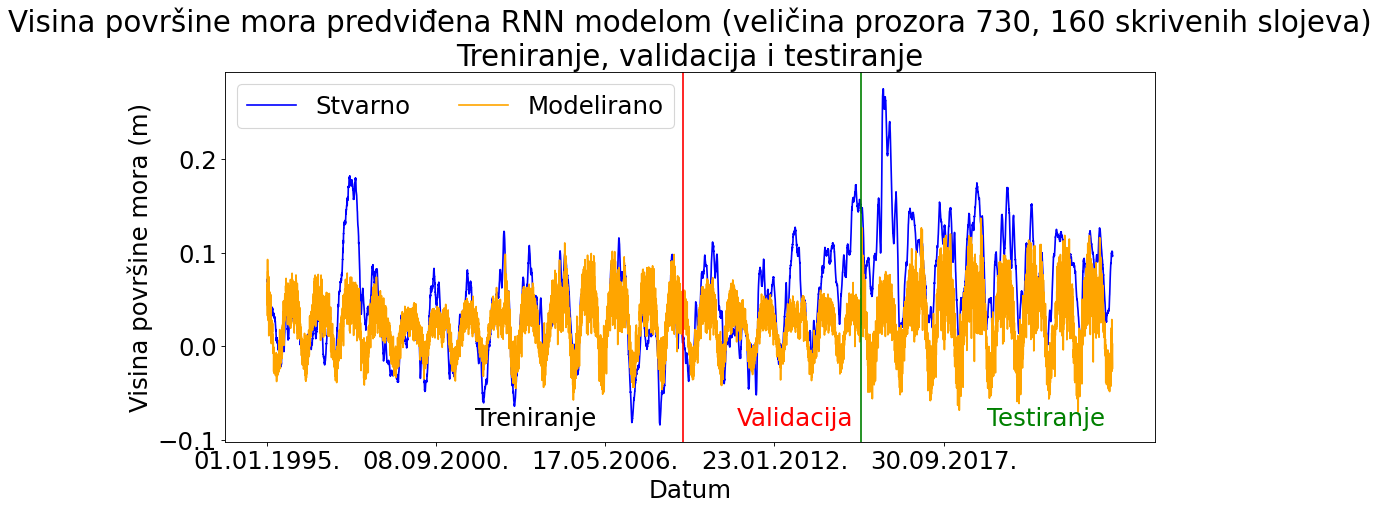 Visina površine mora predviđena RNN modelom (veličina prozora 730, 160 skrivenih slojeva)
Treniranje, validacija i testiranje
Stvarno Modelirano
Visina površine mora (m)
0.2
0.1
0.0
−0.1
Treniranje Validacija Testiranje
01.01.1995. 08.09.2000. 17.05.2006. 23.01.2012. 30.09.2017.
Datum